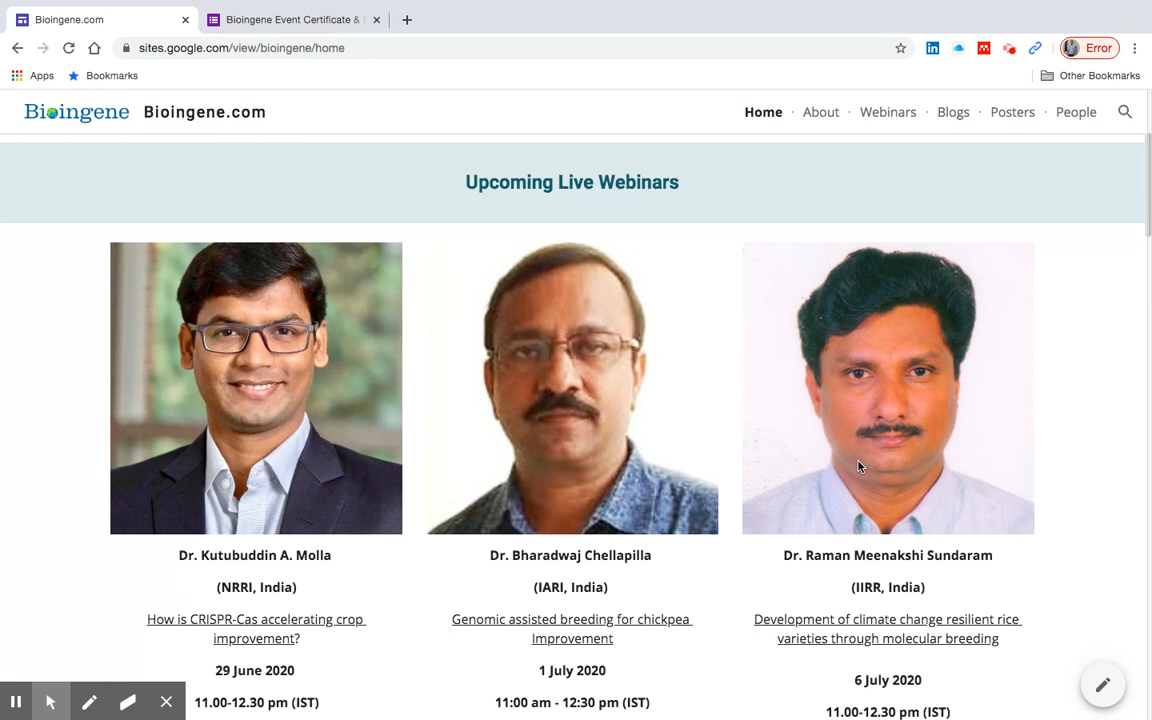 Bioingene.com
Bioingene Event Certificate &
sites.google.com/view/bioingene/home
Error
Apps
Bookmarks
Other Bookmarks
Bioingene
Bioingene.com
Home · About · Webinars · Blogs · Posters · People
Upcoming Live Webinars
Dr. Kutubuddin A. Molla
(NRRI, India)
How is CRISPR-Cas accelerating crop
improvement?
29 June 2020
11.00-12.30 pm (IST)
Dr. Bharadwaj Chellapilla
(IARI, India)
Genomic assisted breeding for chickpea
Improvement
1 July 2020
11:00 am - 12:30 pm (IST)
Dr. Raman Meenakshi Sundaram
(IIRR, India)
Development of climate change resilient rice
varieties through molecular breeding
6 July 2020
11.00-12.30 pm (IST)